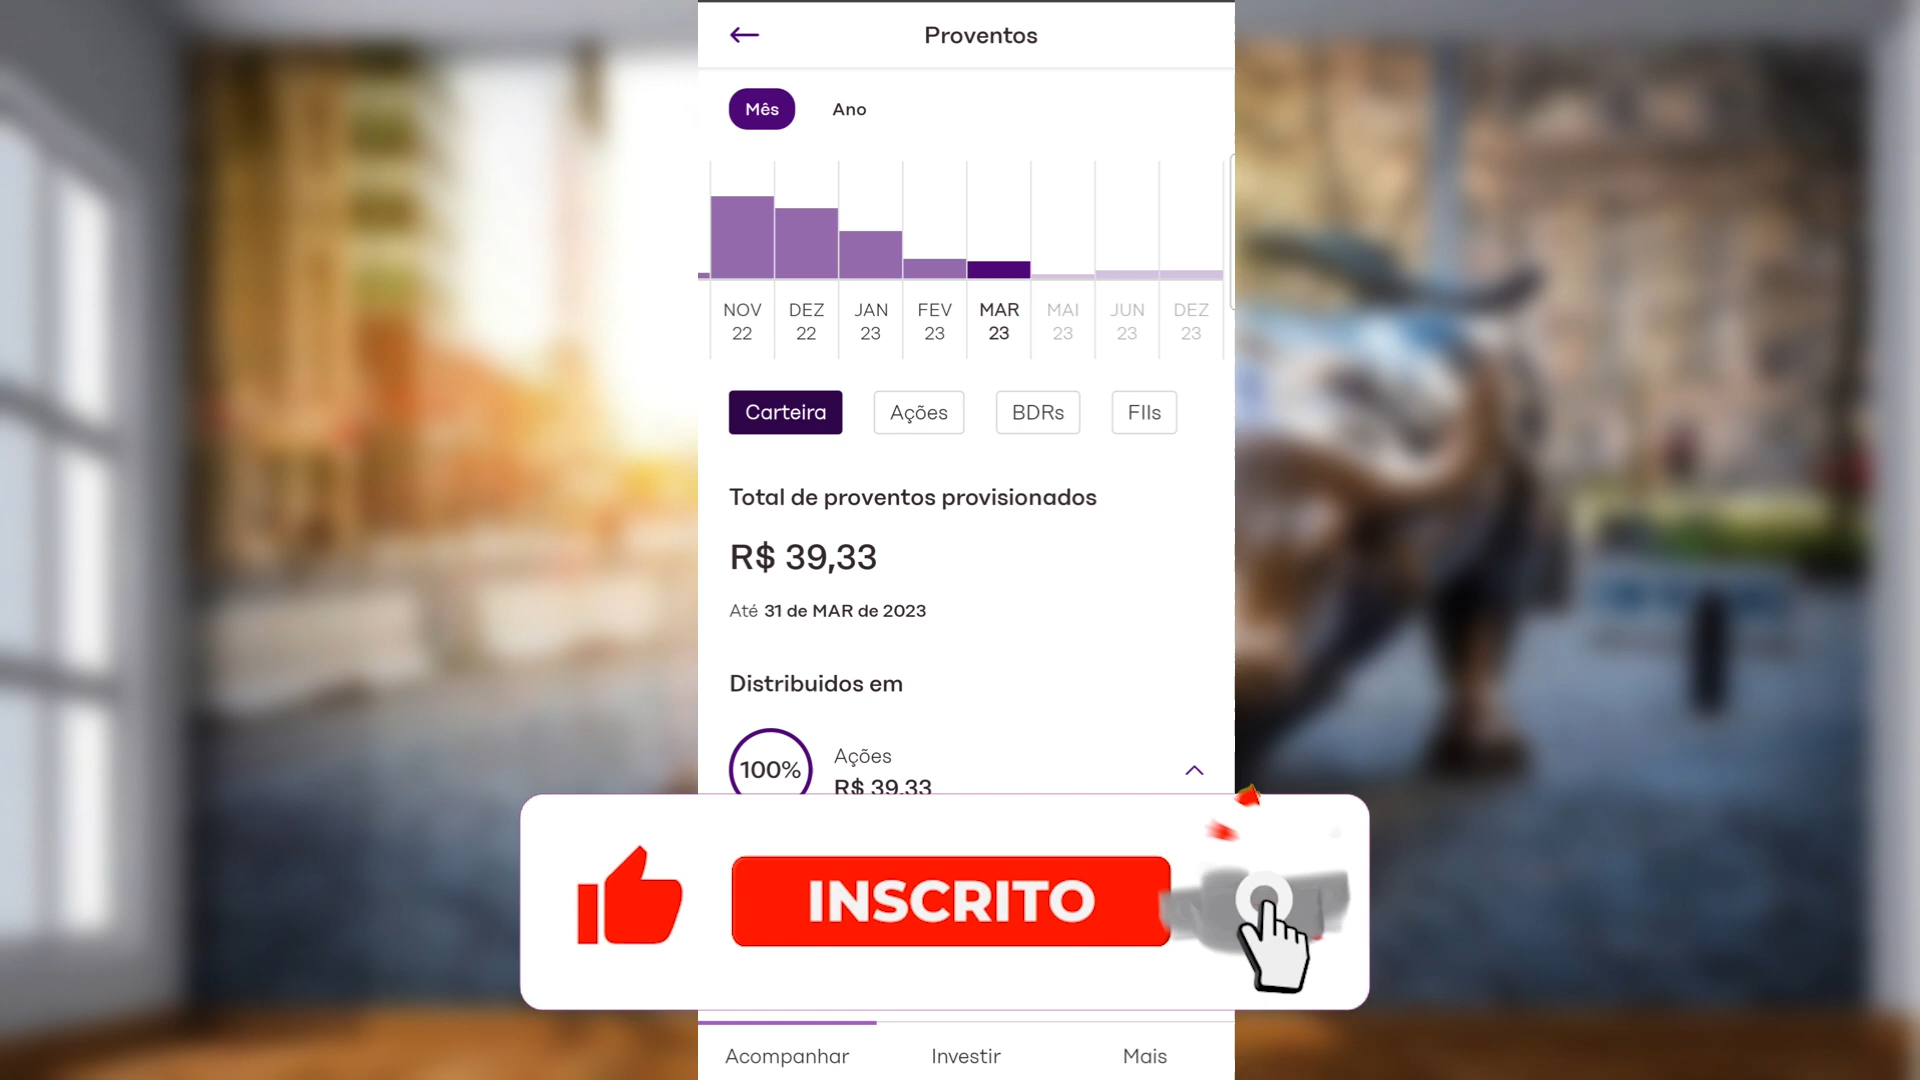 Proventos
Mês Ano
NOV DEZ JAN FEV MAR MAI JUN DEZ
22 22 23 23 23 23 23 23
Carteira Ações BDRs FIIs
Total de proventos provisionados
R$ 39,33
Até 31 de MAR de 2023
Distribuidos em
100% Ações
R$ 39,33
INSCRITO
Acompanhar Investir Mais